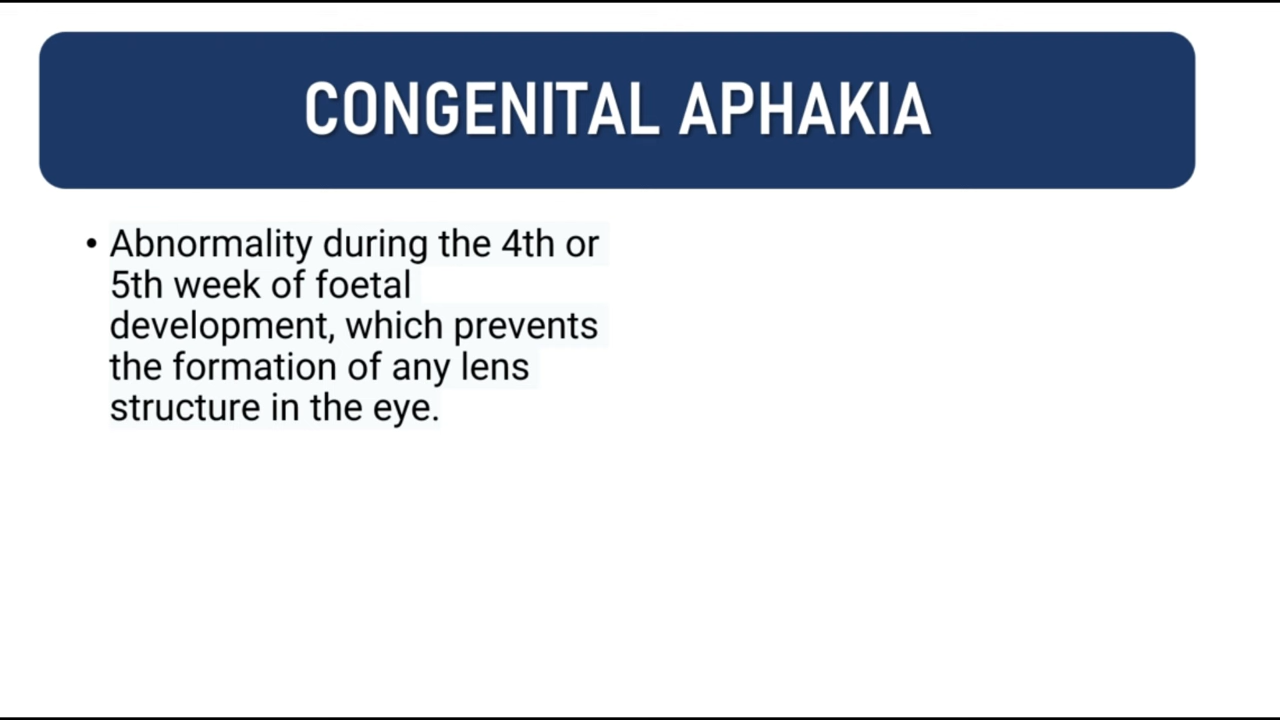 CONGENITAL APHAKIA
• Abnormality during the 4th or
5th week of foetal
development, which prevents
the formation of any lens
structure in the eye.